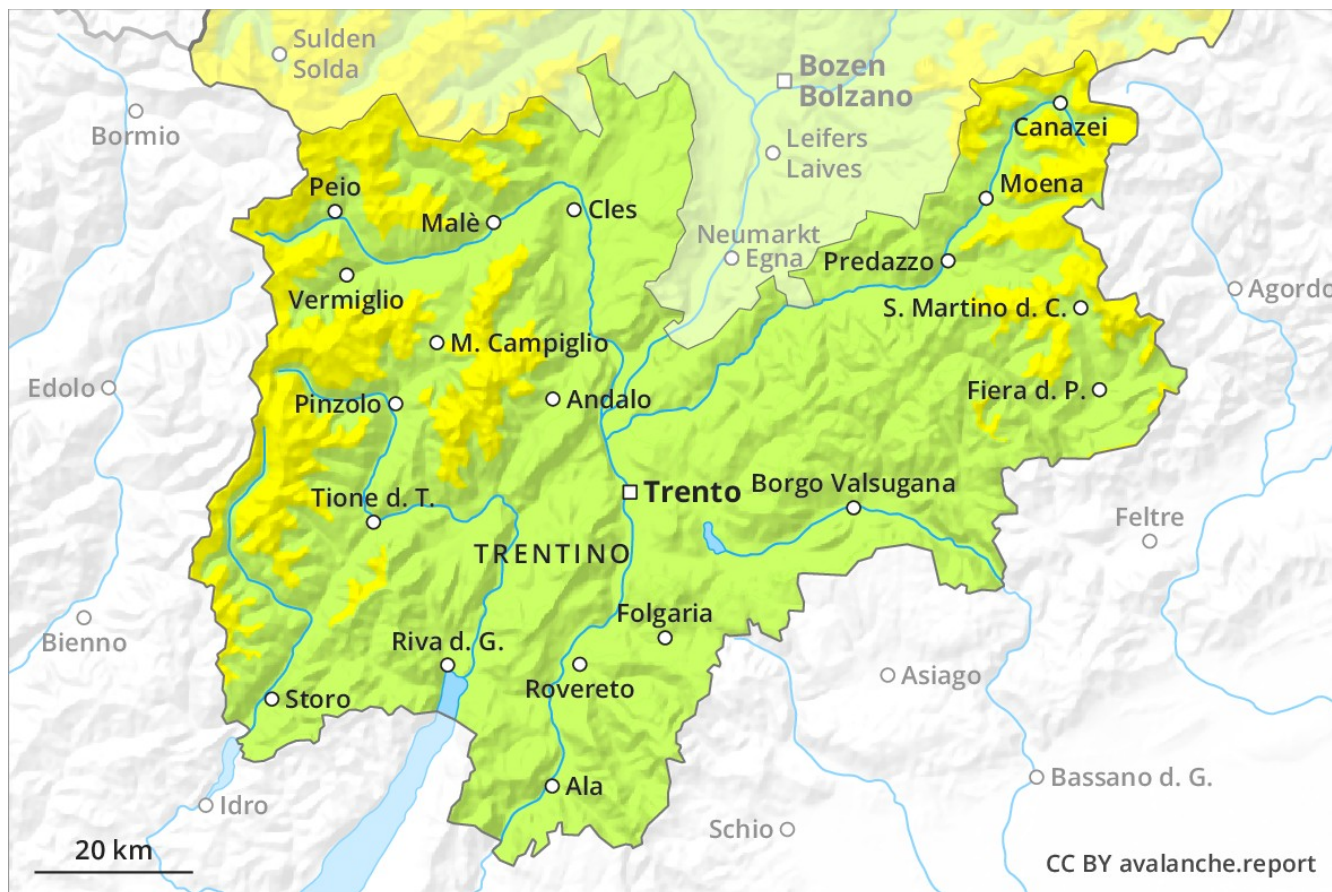 Sulden
Solda
Bozen
Bolzano
Bormio
Canazei
Leifers
Laives
Peio
Moena
Malè
Cles
Neumarkt
Egna
Predazzo
Vermiglio
Agordo
S. Martino d. C.
M. Campiglio
Edolo
Pinzolo
Andalo
Fiera d. P.
Tione d. T.
Trento
Borgo Valsugana
Feltre
TRENTINO
Bienno
Folgaria
Riva d. G.
Asiago
Storo
Rovereto
Bassano d. G.
Ala
Idro
Schio
20 km
CC BY avalanche.report